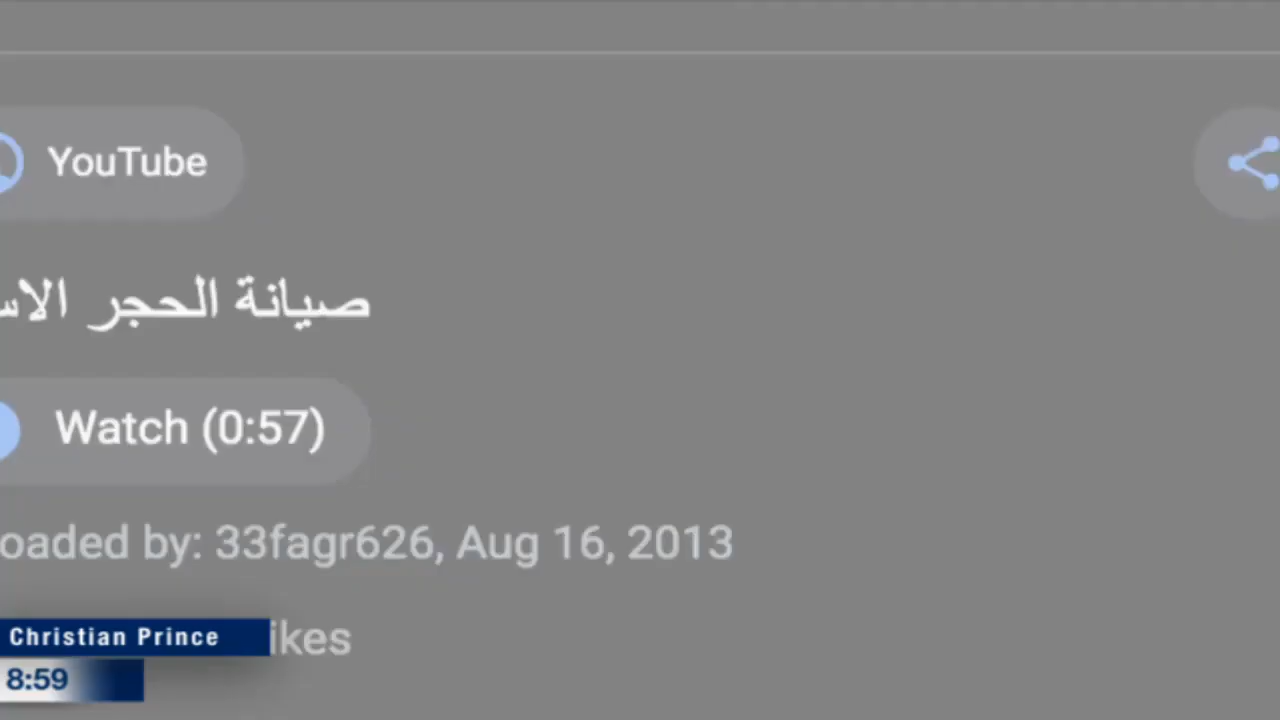 YouTube
صيانة الحجر
Watch (0:57)
oaded by: 33fagr626, Aug 16, 2013
ikes
Christian Prince
8:59